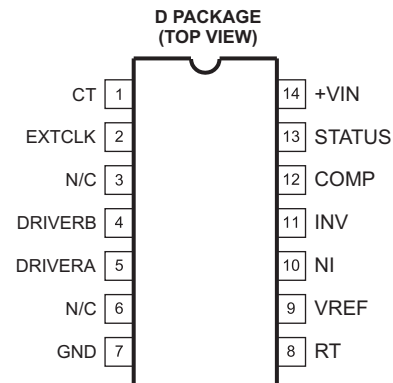 D PACKAGE
(TOP VIEW)
CT 1 14 +VIN
EXTCLK 2 13 STATUS
N/C 3 12 COMP
DRIVERB 4 11 INV
DRIVERA 5 10 NI
N/C 6 9 VREF
GND 7 8 RT